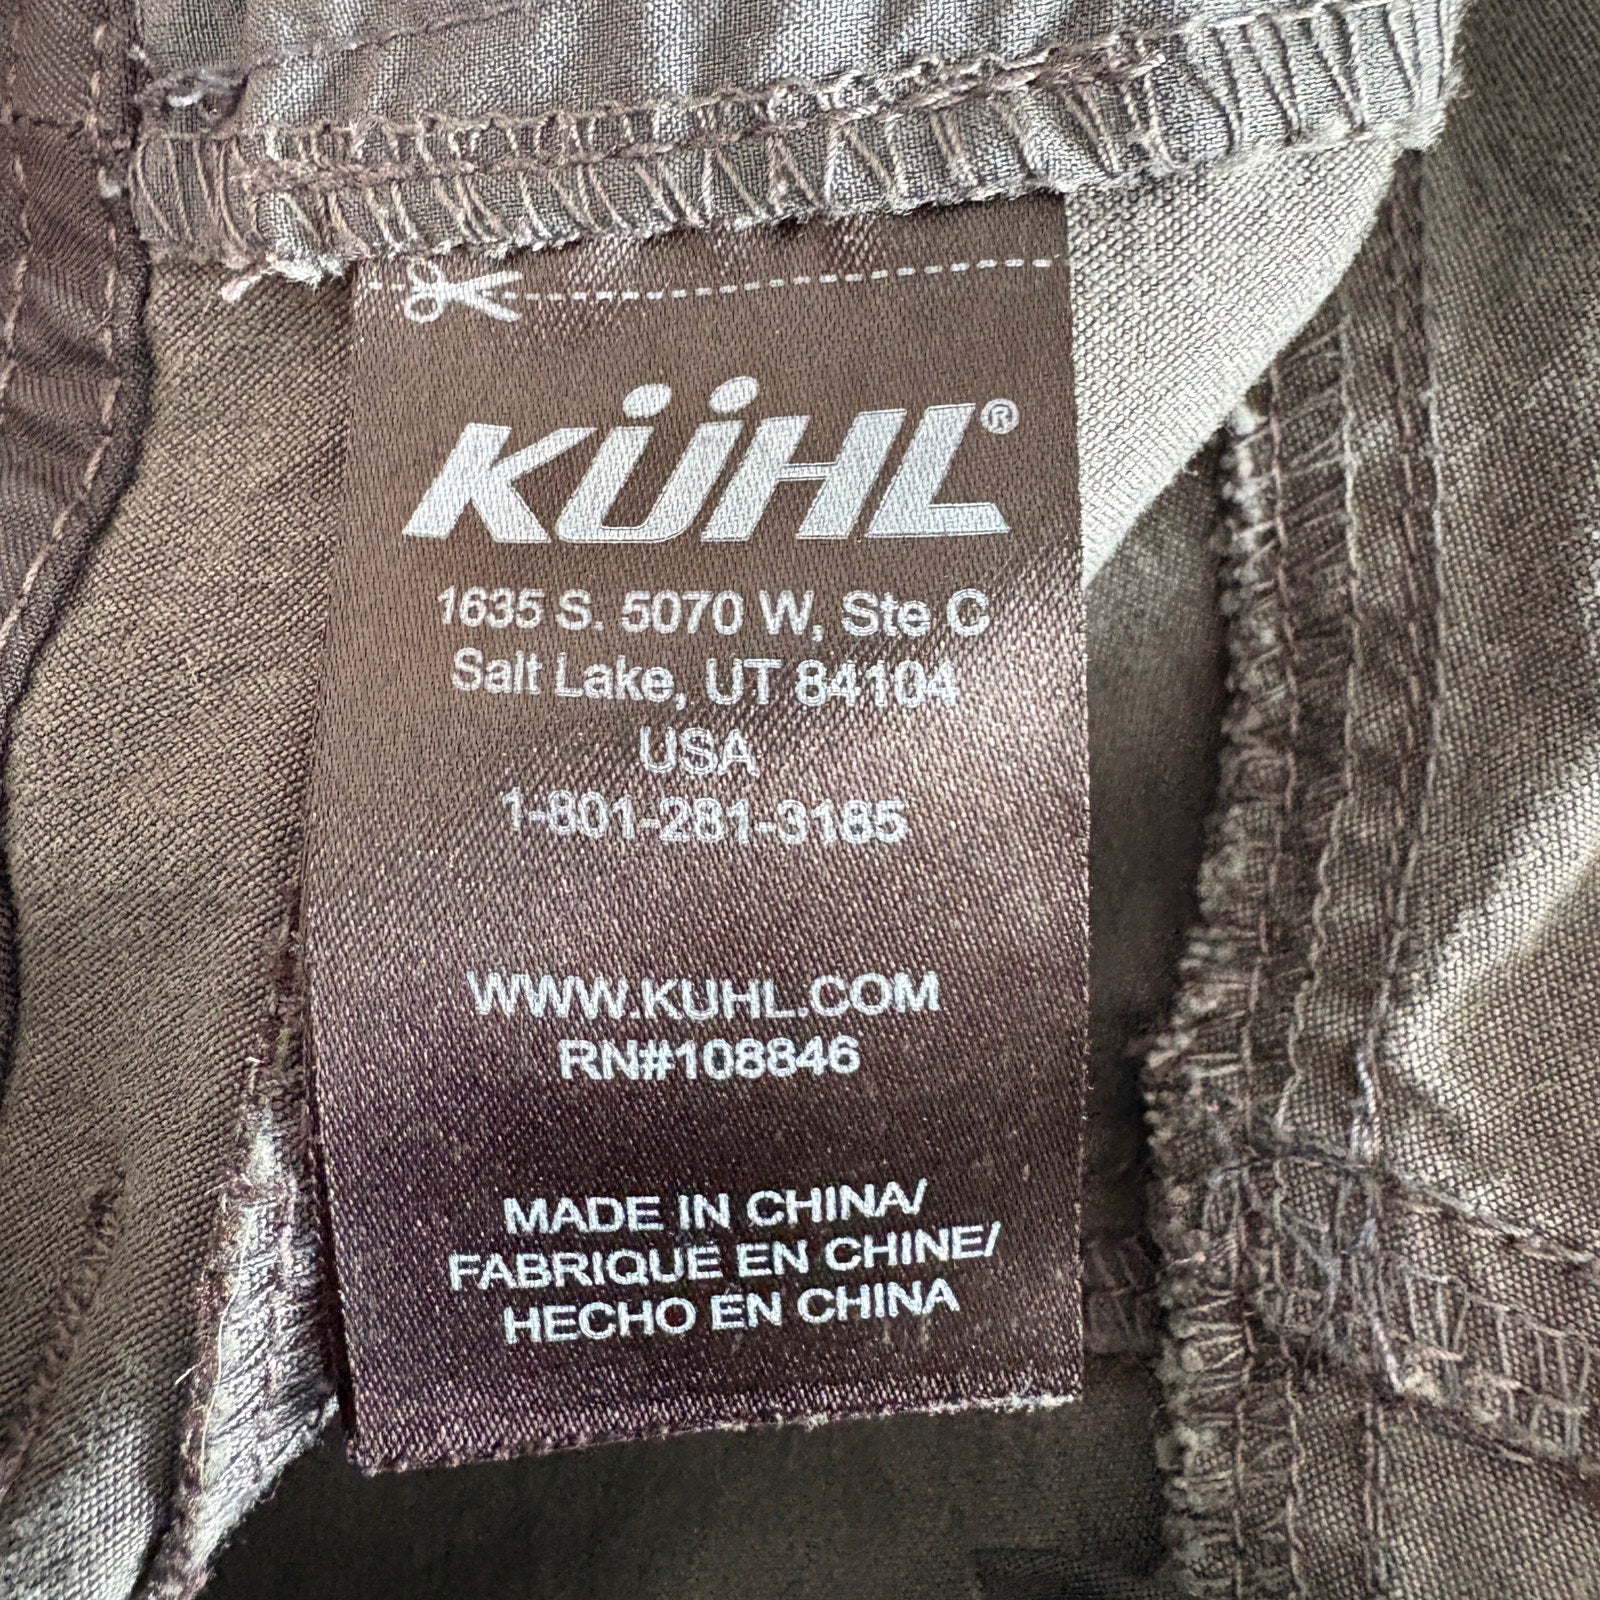 KÜHL®
1635 S. 5070 W, Ste C
Salt Lake, UT 84104
USA
1-801-281-3165
WWW.KUHL.COM
RN#108846
MADE IN CHINA/
FABRIQUE EN CHINE/
HECHO EN CHINA